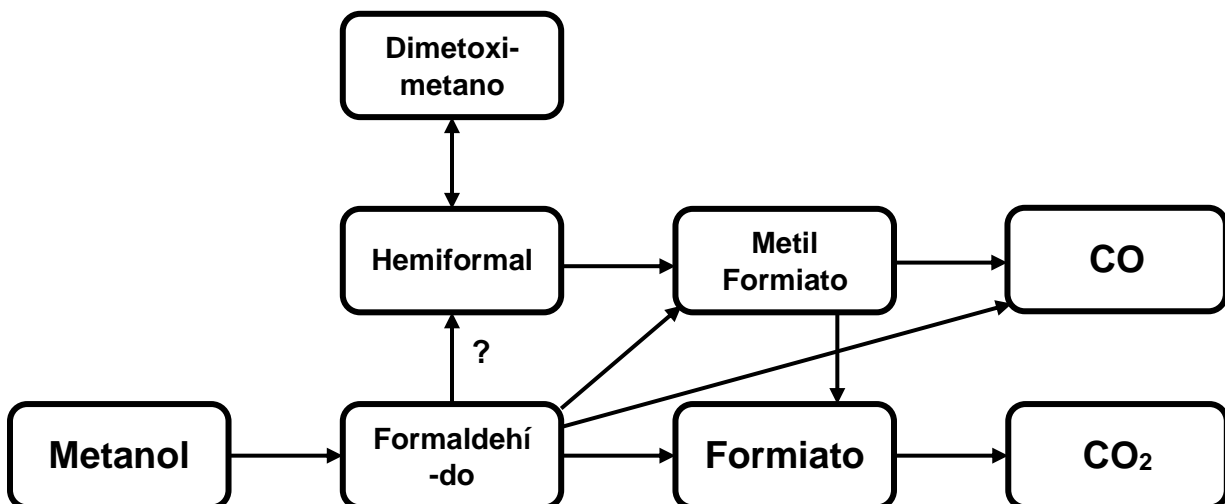 Dimetoxi-
metano
Hemiformal
Metil
Formiato
CO
?
Metanol
Formaldehí
-do
Formiato
CO₂